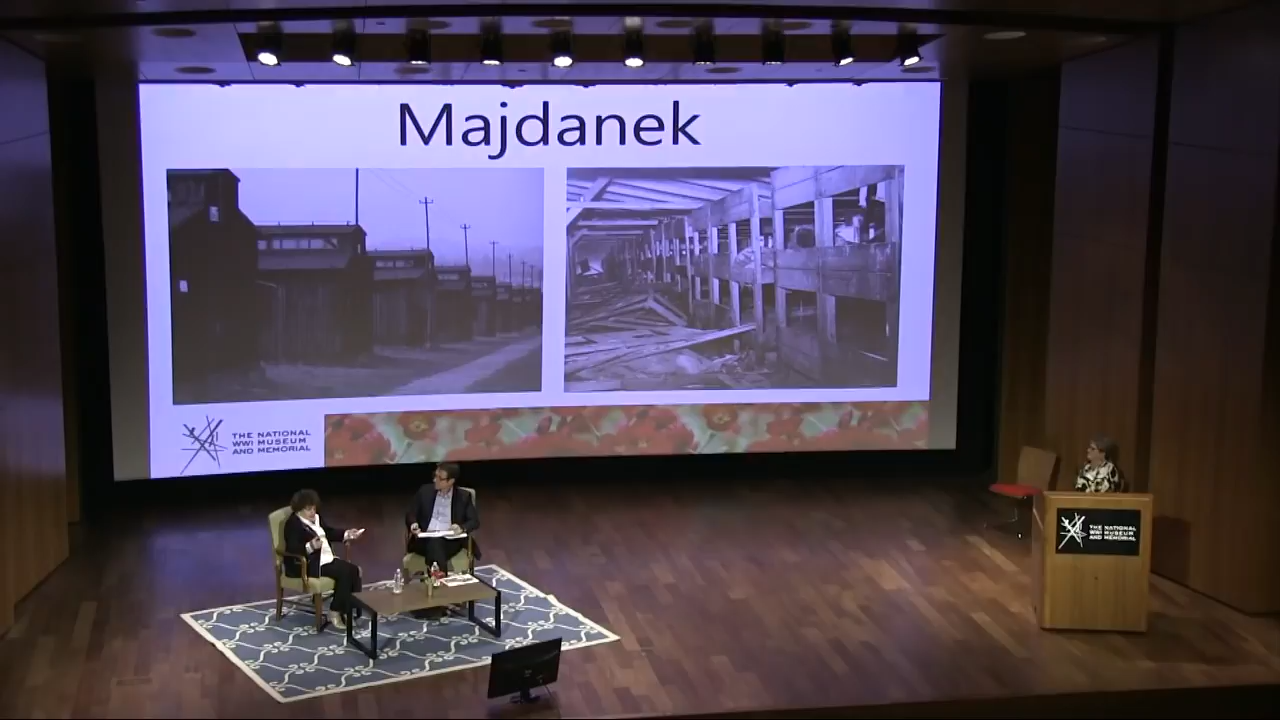 Majdanek
THE NATIONAL
WWI MUSEUM
AND MEMORIAL
THE NATIONAL
WWI MUSEUM
AND MEMORIAL